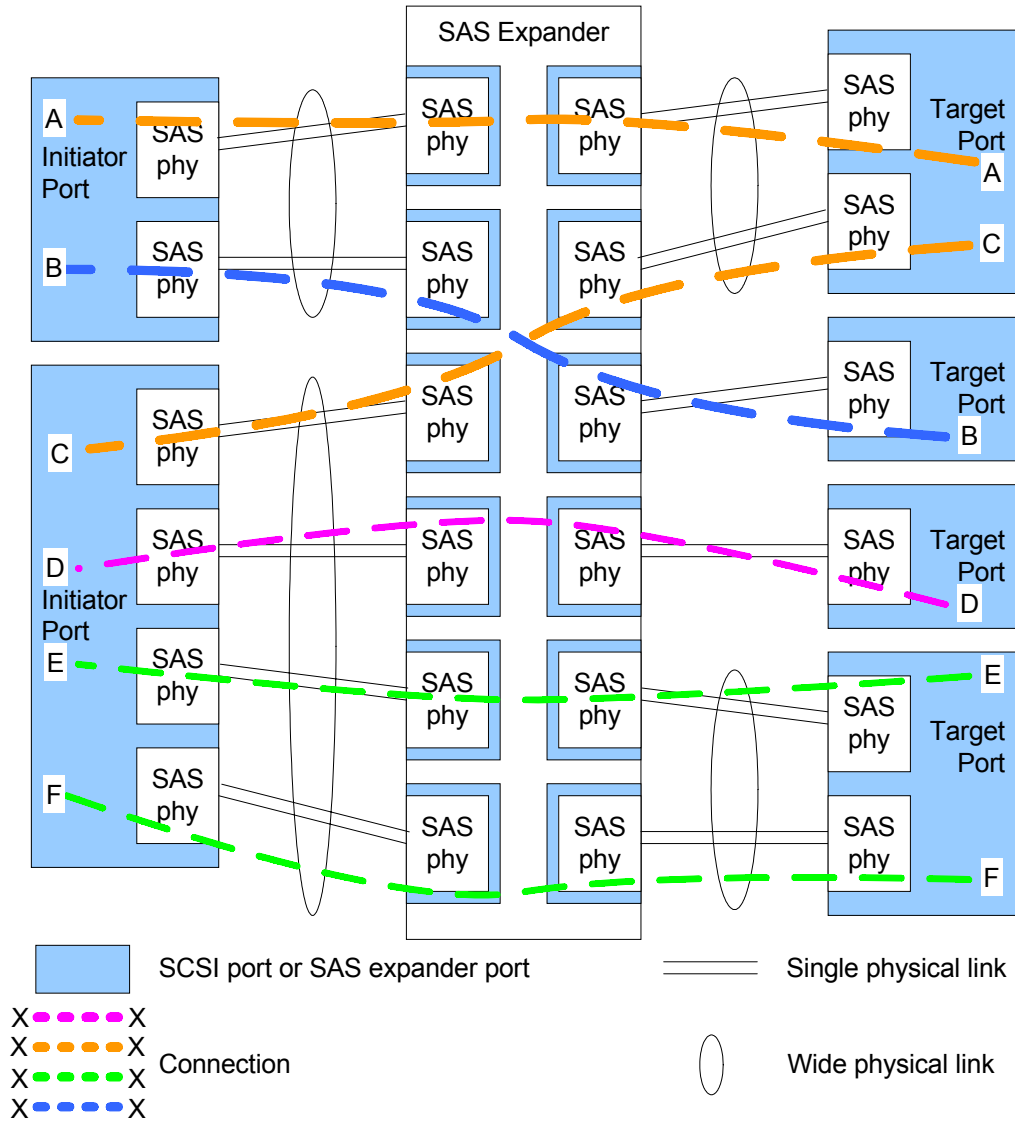 SAS Expander
A
Initiator
Port
B
SAS
phy
SAS
phy
C
D
Initiator
Port
E
F
SAS
phy
SAS
phy
SAS
phy
SAS
phy
SAS
phy
SAS
phy
SAS
phy
SAS
phy
SAS
phy
SAS
phy
SAS
phy
SAS
phy
SAS
phy
SAS
phy
SAS
phy
SAS
phy
SAS
phy
SAS
phy
Target
Port
A
C
SAS
phy
Target
Port
B
SAS
phy
Target
Port
D
SAS
phy
SAS
phy
E
Target
Port
F
SCSI port or SAS expander port
Single physical link
X X
X X
X X
X X
Connection
Wide physical link